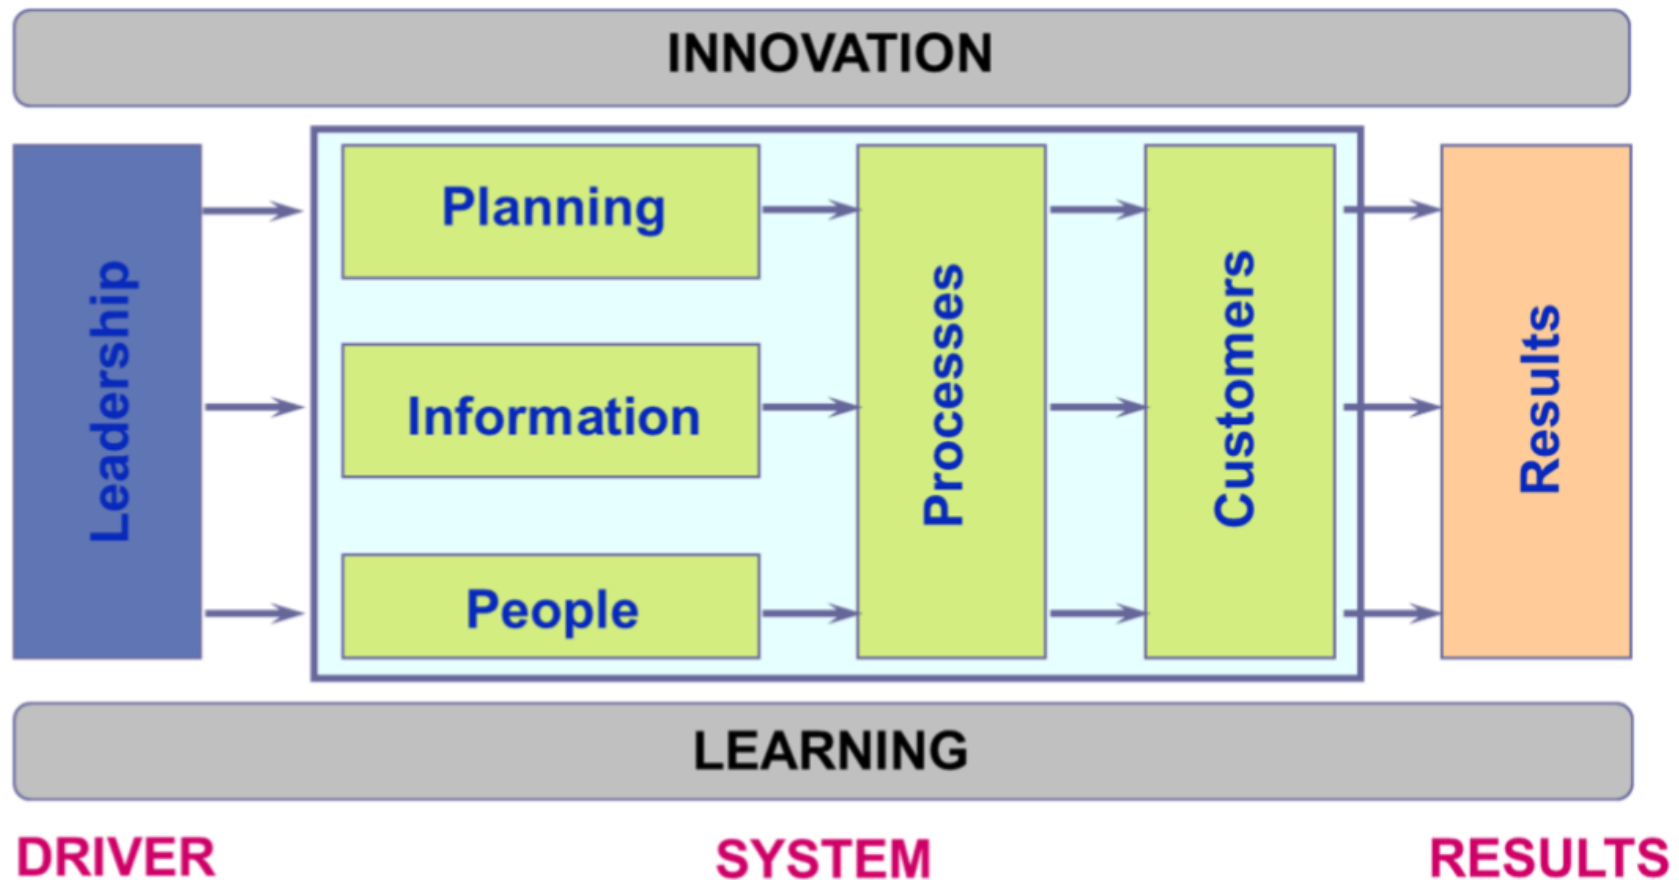 INNOVATION
Leadership
Planning
Information
People
Processes
Customers
Results
LEARNING
DRIVER
SYSTEM
RESULTS